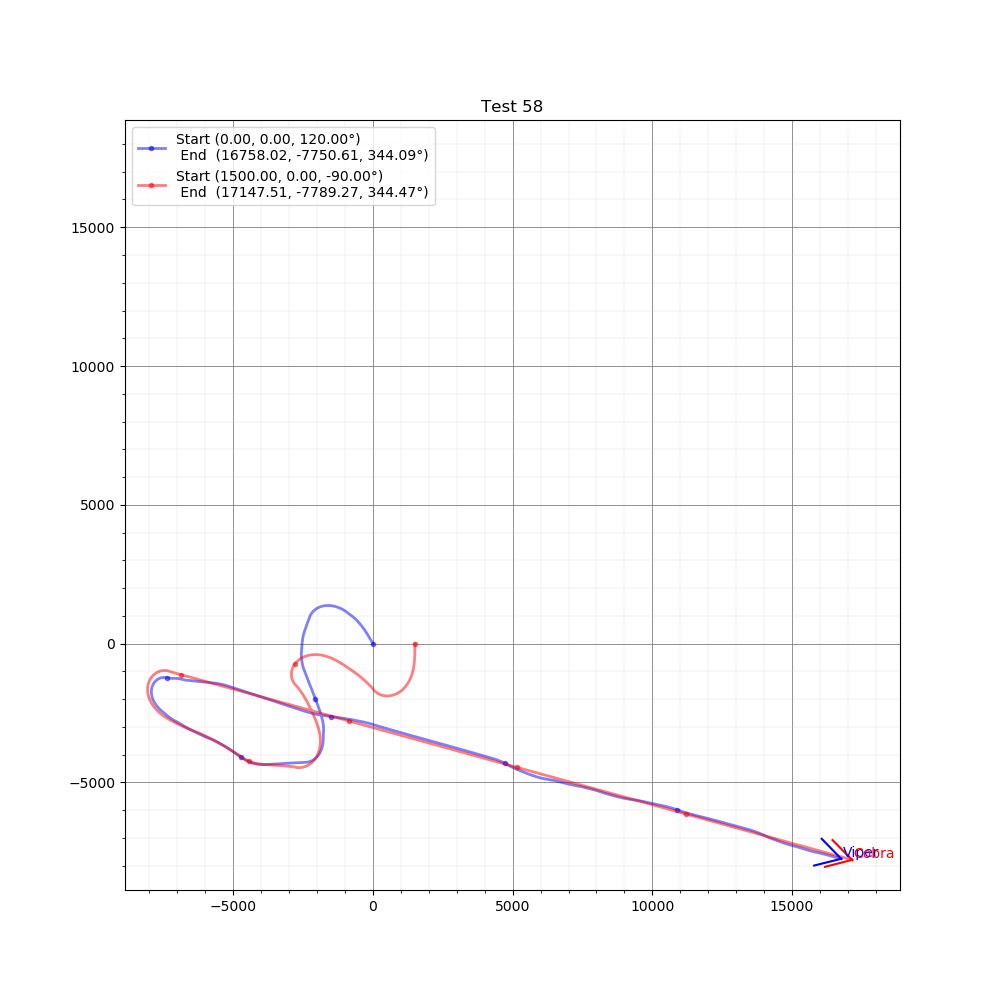 Test 58
Start (0.00, 0.00, 120.00°)
End (16758.02, -7750.61, 344.09°)
Start (1500.00, 0.00, -90.00°)
End (17147.51, -7789.27, 344.47°)
15000
10000
5000
0
−5000
Viper
Cobra
−5000
0
5000
10000
15000